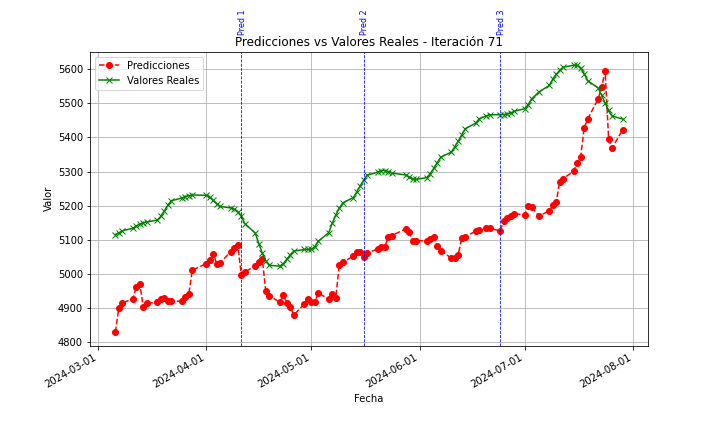 Pred 1
Pred 2
Pred 3
Predicciones vs Valores Reales - Iteración 71
Predicciones
Valores Reales
5600
5500
5400
5300
5200
5100
5000
4900
4800
Valor
2024-03-01
2024-04-01
2024-05-01
2024-06-01
2024-07-01
2024-08-01
Fecha